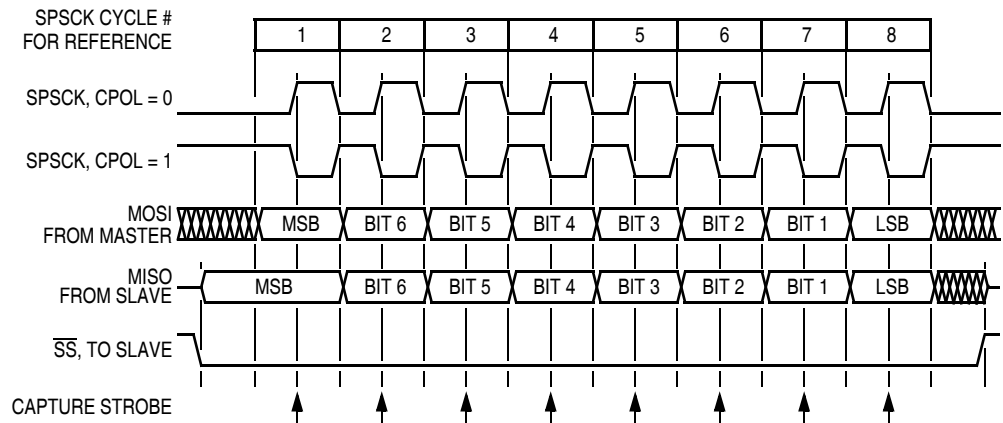 SPSCK CYCLE #
FOR REFERENCE
1 2 3 4 5 6 7 8
SPSCK, CPOL = 0
SPSCK, CPOL = 1
MOSI
FROM MASTER
MSB BIT 6 BIT 5 BIT 4 BIT 3 BIT 2 BIT 1 LSB
MISO
FROM SLAVE
MSB BIT 6 BIT 5 BIT 4 BIT 3 BIT 2 BIT 1 LSB
S̅S̅, TO SLAVE
CAPTURE STROBE